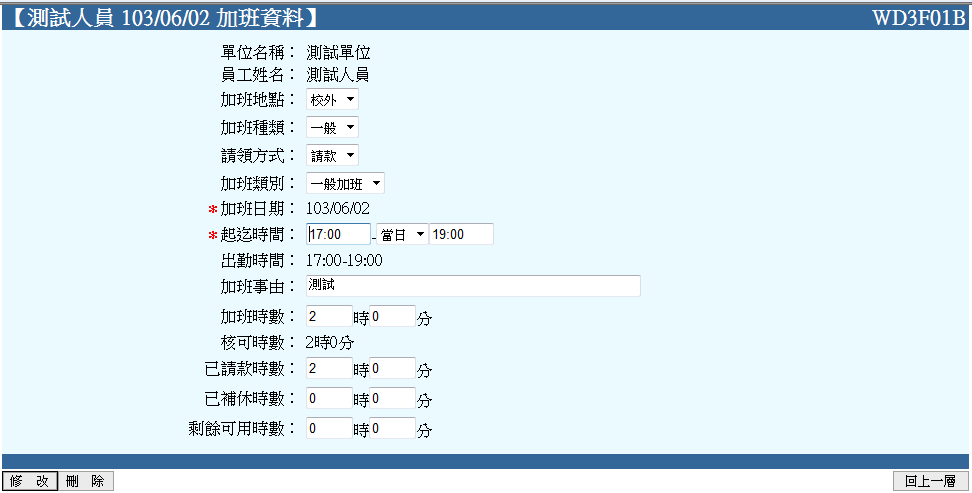 【測試人員 103/06/02 加班資料】 WD3F01B
單位名稱： 測試單位
員工姓名： 測試人員
加班地點： 校外
加班種類： 一般
請領方式： 請款
加班類別： 一般加班
*加班日期： 103/06/02
*起迄時間： 17:00 - 當日 19:00
出勤時間： 17:00-19:00
加班事由： 測試
加班時數： 2 時 0 分
核可時數： 2時0分
已請款時數： 2 時 0 分
已補休時數： 0 時 0 分
剩餘可用時數： 0 時 0 分
修 改 刪 除 回上一層